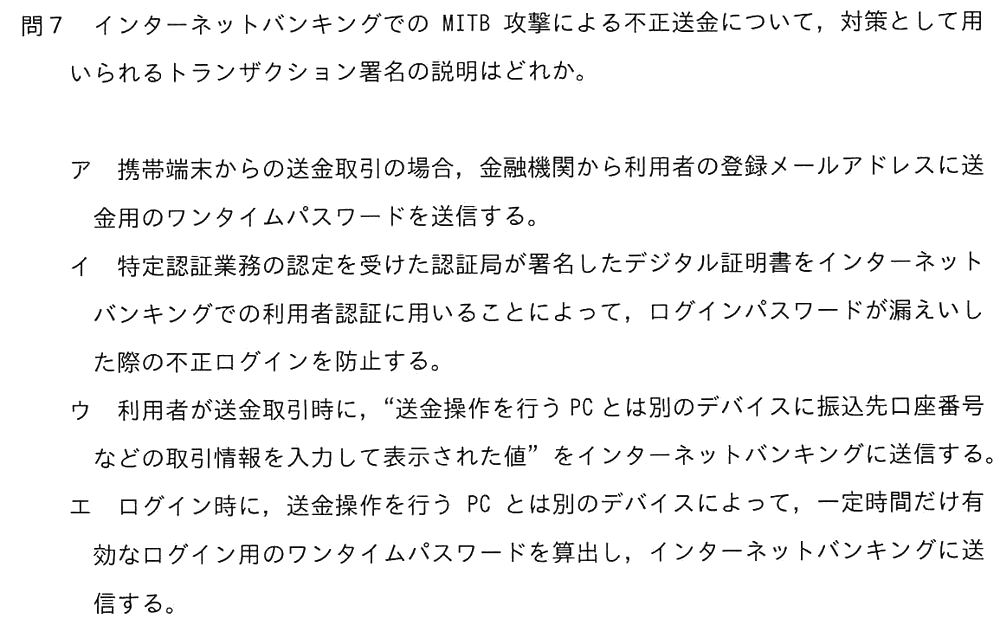 問7　インターネットバンキングでの MITB 攻撃による不正送金について，対策として用
いられるトランザクション署名の説明はどれか。
ア　携帯端末からの送金取引の場合，金融機関から利用者の登録メールアドレスに送
金用のワンタイムパスワードを送信する。
イ　特定認証業務の認定を受けた認証局が署名したデジタル証明書をインターネット
バンキングでの利用者認証に用いることによって，ログインパスワードが漏えいし
た際の不正ログインを防止する。
ウ　利用者が送金取引時に，“送金操作を行う PC とは別のデバイスに振込先口座番号
などの取引情報を入力して表示された値” をインターネットバンキングに送信する。
エ　ログイン時に，送金操作を行う PC とは別のデバイスによって，一定時間だけ有
効なログイン用のワンタイムパスワードを算出し，インターネットバンキングに送
信する。